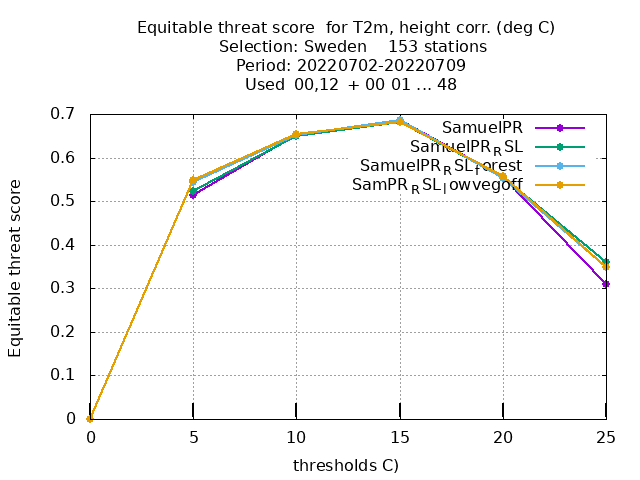 Equitable threat score  for T2m, height corr. (deg C)
Selection: Sweden    153 stations
Period: 20220702-20220709
Used  00,12  + 00 01 ... 48
SamuelPR
SamuelPR_RSL
SamuelPR_RSL_forest
SamPR_RSL_lowvegoff
Equitable threat score
0.7
0.6
0.5
0.4
0.3
0.2
0.1
0
0 5 10 15 20 25
thresholds C)